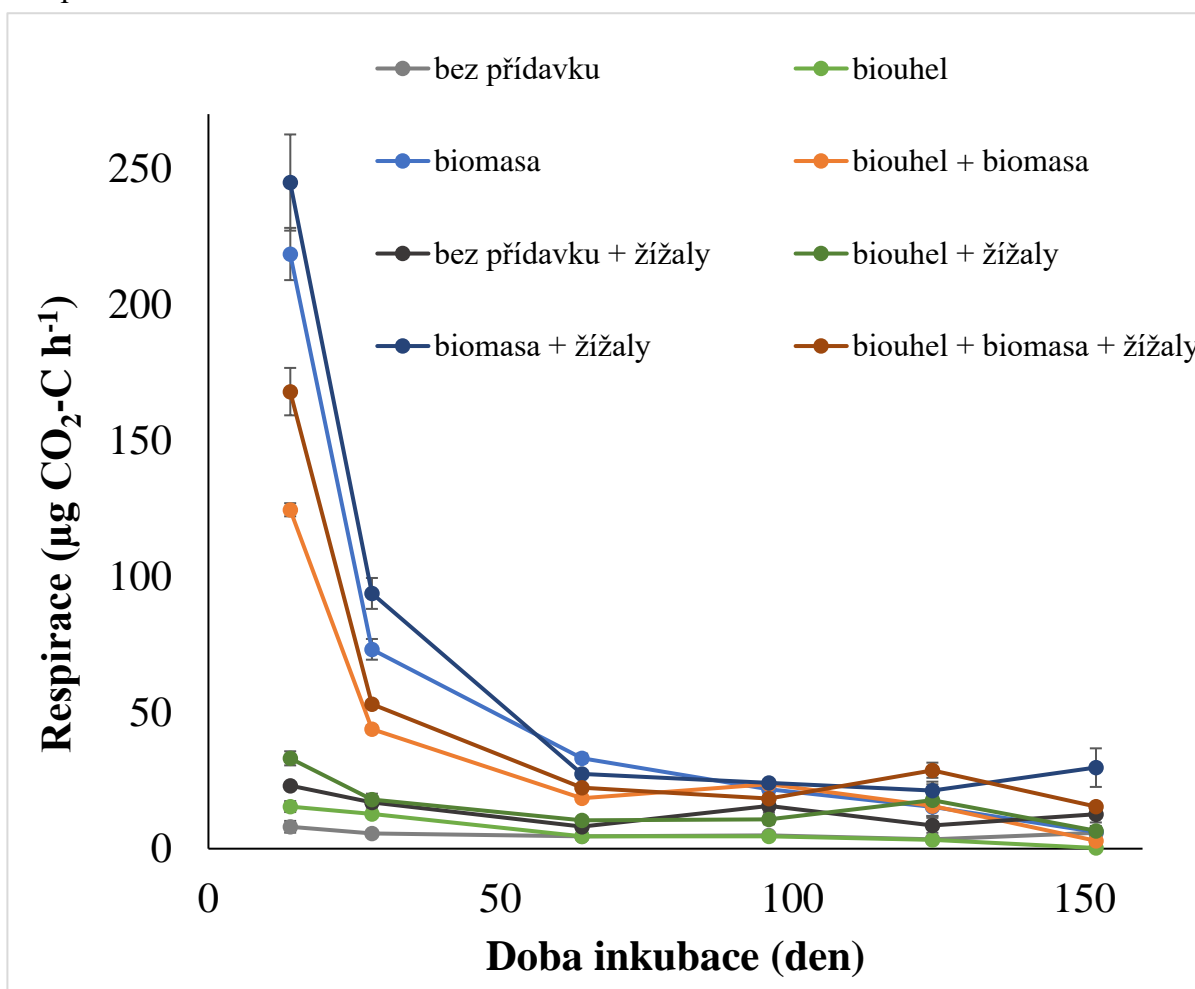 bez přídavku
biouhel
biomasa
biouhel + biomasa
bez přídavku + žížaly
biouhel + žížaly
biomasa + žížaly
biouhel + biomasa + žížaly
Respirace (µg CO₂-C h⁻¹)
250
200
150
100
50
0
0
50
100
150
Doba inkubace (den)